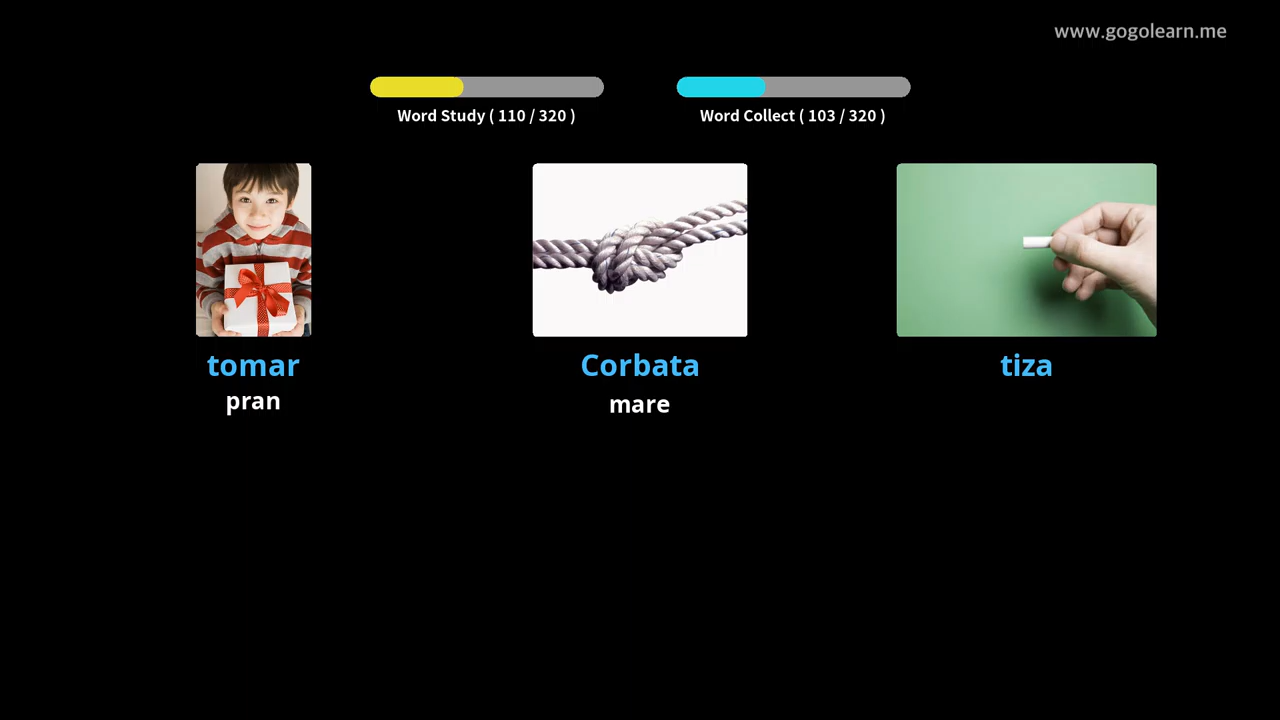 www.gogolearn.me
Word Study ( 110 / 320 )
Word Collect ( 103 / 320 )
tomar
pran
Corbata
mare
tiza